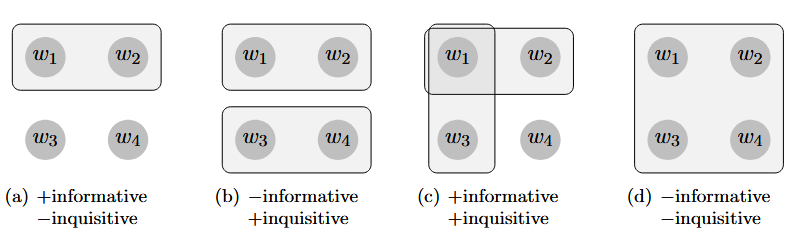 w1 w2 w1 w2 w1 w2 w1 w2
w3 w4 w3 w4 w3 w4 w3 w4
(a) +informative (b) −informative (c) +informative (d) −informative
−inquisitive +inquisitive +inquisitive −inquisitive